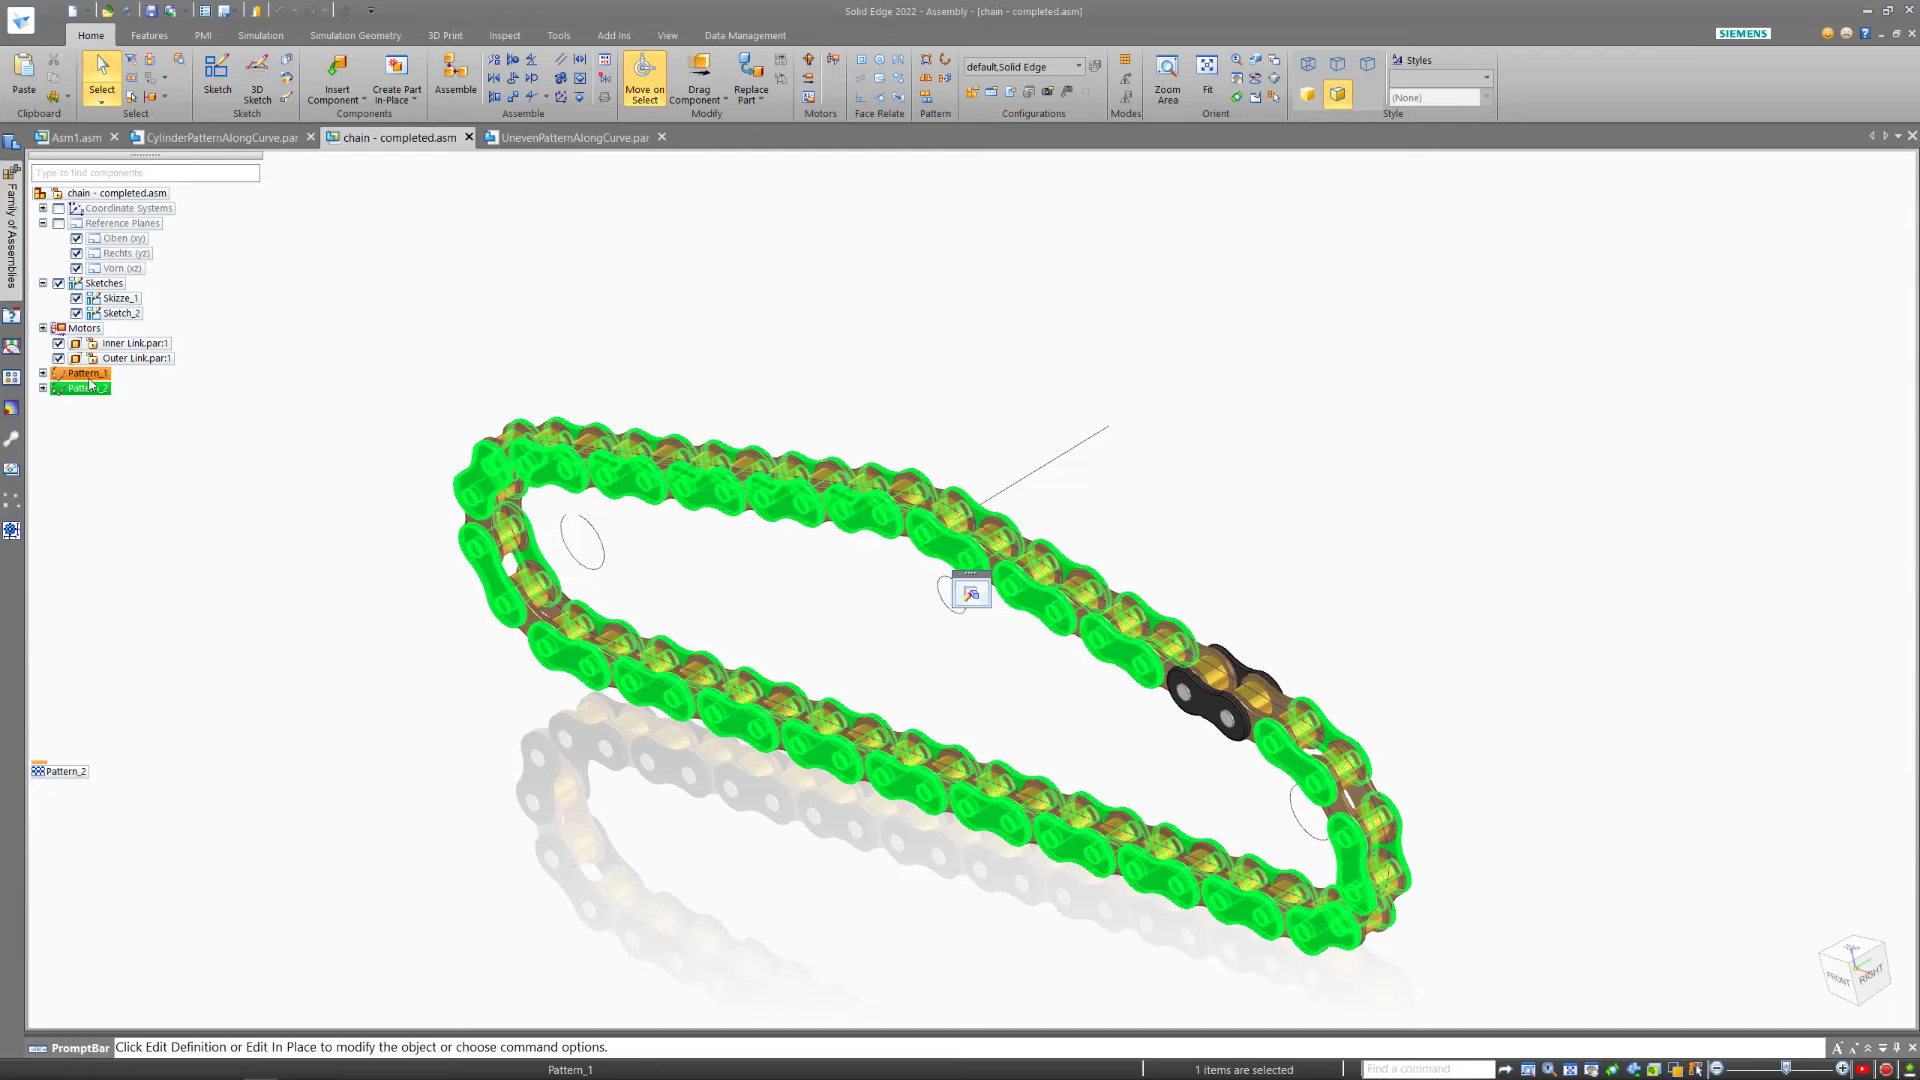 Solid Edge 2022 - Assembly - [chain - completed.asm]
Home Features PMI Simulation Simulation Geometry 3D Print Inspect Tools Add Ins View Data Management
SIEMENS
Paste
Clipboard
Select
Select
Sketch
3D Sketch
Sketch
Insert Component
Create Part In-Place
Components
Assemble
Assemble
Move on Select
Drag Component
Replace Part
Modify
Motors
Face Relate
Pattern
default,Solid Edge
Configurations
Modes
Zoom Area
Fit
Orient
Styles
(None)
Style
Asm1.asm
CylinderPatternAlongCurve.par
chain - completed.asm
UnevenPatternAlongCurve.par
Family of Assemblies
Type to find components
chain - completed.asm
Coordinate Systems
Reference Planes
Oben (xy)
Rechts (yz)
Vorn (xz)
Sketches
Skizze_1
Sketch_2
Motors
Inner Link.par:1
Outer Link.par:1
Pattern_1
Pattern_2
Pattern_2
TOP
FRONT
RIGHT
PromptBar
Click Edit Definition or Edit In Place to modify the object or choose command options.
Pattern_1
1 items are selected
Find a command